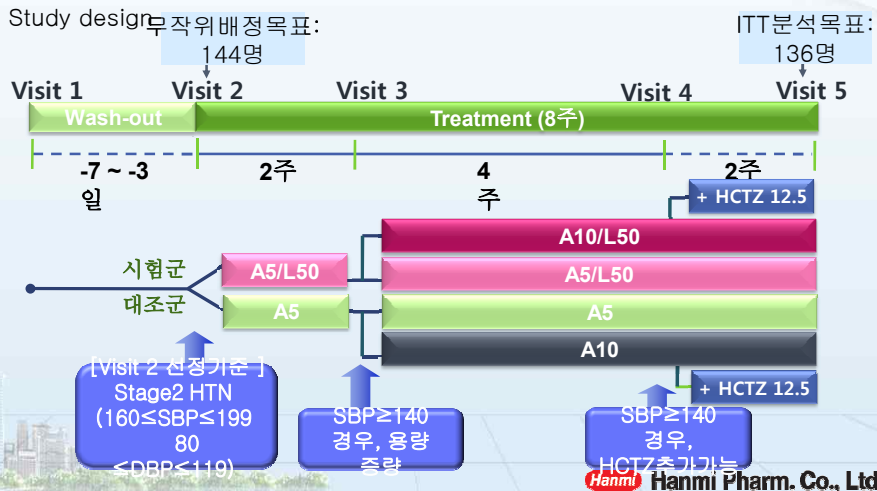 Study design
무작위배정목표:
144명
ITT분석목표:
136명
Visit 1
Visit 2
Visit 3
Visit 4
Visit 5
Wash-out
Treatment (8주)
-7 ~ -3
일
2주
4
주
2주
+ HCTZ 12.5
A10/L50
시험군
A5/L50
A5/L50
대조군
A5
A5
A10
+ HCTZ 12.5
[Visit 2 선정기준 ]
Stage2 HTN
(160≤SBP≤199
80
≤DBP≤119)
SBP≥140
경우, 용량
증량
SBP≥140
경우,
HCTZ추가가능
Hanmi Hanmi Pharm. Co., Ltd